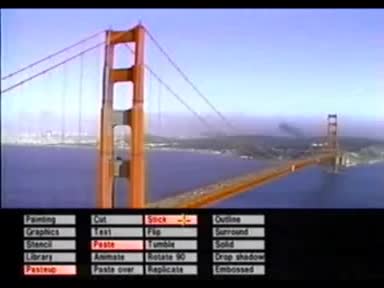 Painting Cut Stick Outline
Graphics Text Flip Surround
Stencil Paste Tumble Solid
Library Animate Rotate 90 Drop shadow
Pasteup Paste over Replicate Embossed